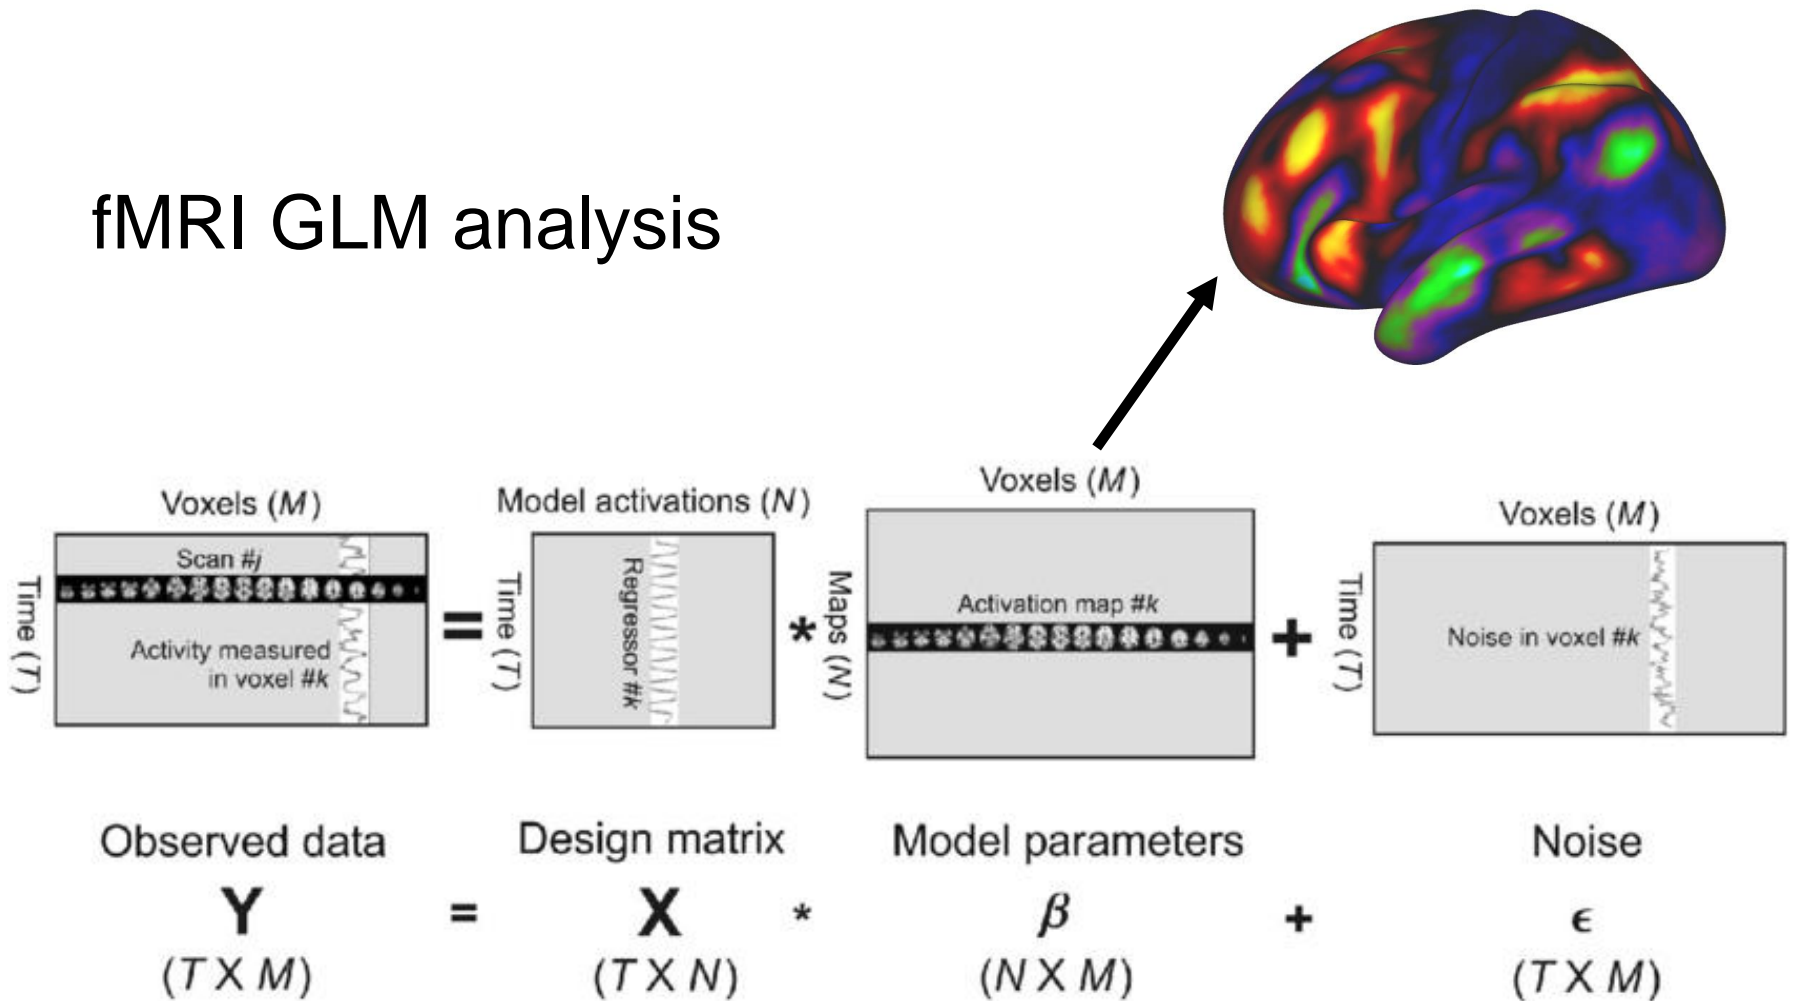 fMRI GLM analysis
Voxels (M)
Time (T)
Scan #j
Activity measured
in voxel #k
=
Model activations (N)
Time (T)
Regressor #k
*
Voxels (M)
Maps (N)
Activation map #k
+
Voxels (M)
Time (T)
Noise in voxel #k
Observed data Design matrix Model parameters Noise
Y = X * β + ϵ
(T X M) (T X N) (N X M) (T X M)